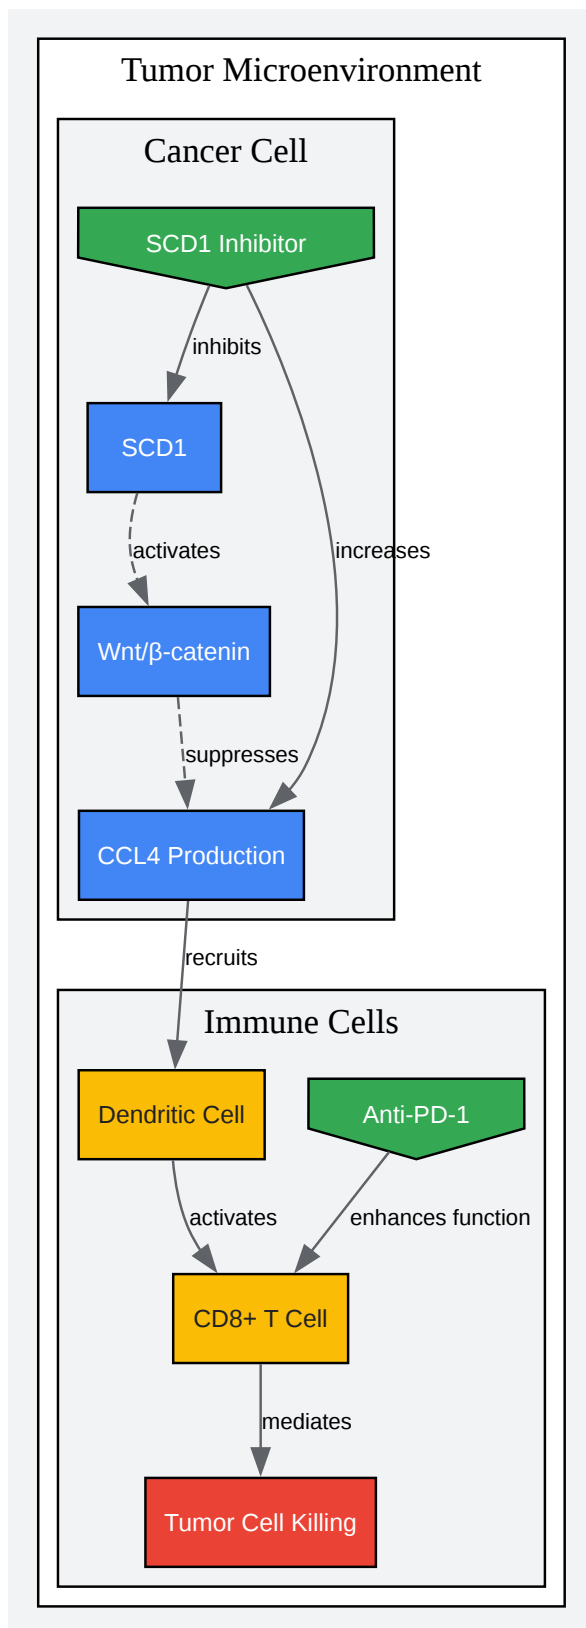 Tumor Microenvironment
Cancer Cell
SCD1 Inhibitor
inhibits
SCD1
activates
increases
Wnt/β-catenin
suppresses
CCL4 Production
recruits
Immune Cells
Dendritic Cell
Anti-PD-1
activates
enhances function
CD8+ T Cell
mediates
Tumor Cell Killing